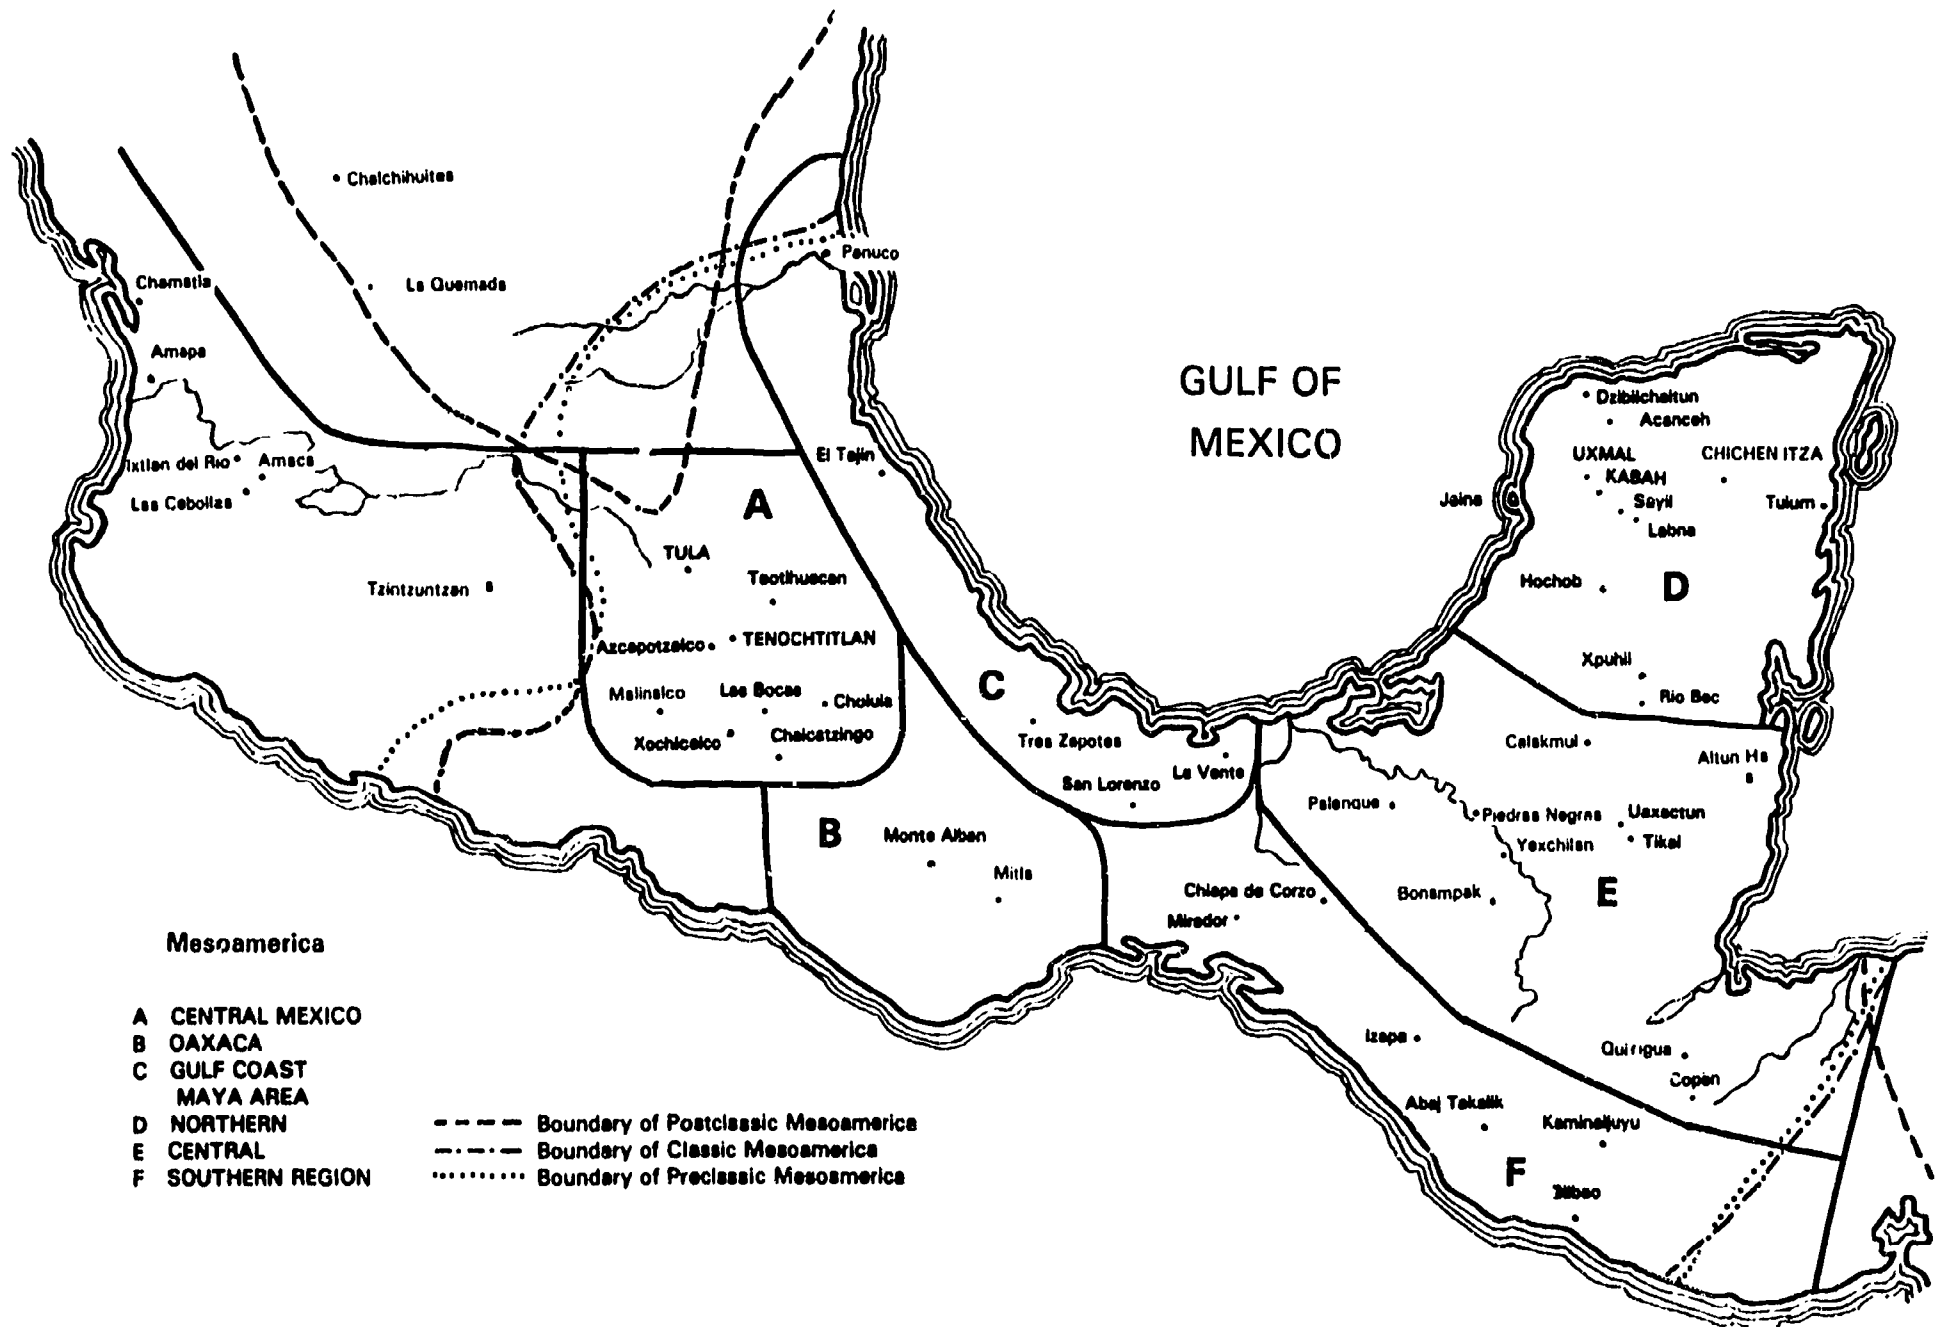 Chalchihuites
Panuco
Chametla
La Quemada
Amapa
GULF OF
MEXICO
Dzibilchaltun
Acanceh
El Tajin
UXMAL
CHICHEN ITZA
Ixtlan del Rio
Amaca
KABAH
Las Cebollas
A
Jaina
Sayil
Tulum
Labna
TULA
Tzintzuntzan
Teotihuacan
Hochob
D
Azcapotzalco
TENOCHTITLAN
Xpuhil
C
Malinalco
Las Bocas
Cholula
Rio Bec
Xochicalco
Chalcatzingo
Tres Zapotes
Calakmul
Altun Ha
La Venta
San Lorenzo
Palenque
Piedras Negras
Uaxactun
B
Monte Alban
Yaxchilan
Tikal
Mitla
Chiapa de Corzo
Bonampak
E
Mirador
Mesoamerica
Izapa
Quirigua
Copan
Abaj Takalik
Kaminaljuyu
F
Bilbao
A CENTRAL MEXICO
B OAXACA
C GULF COAST
MAYA AREA
D NORTHERN
E CENTRAL
F SOUTHERN REGION
Boundary of Postclassic Mesoamerica
Boundary of Classic Mesoamerica
Boundary of Preclassic Mesoamerica